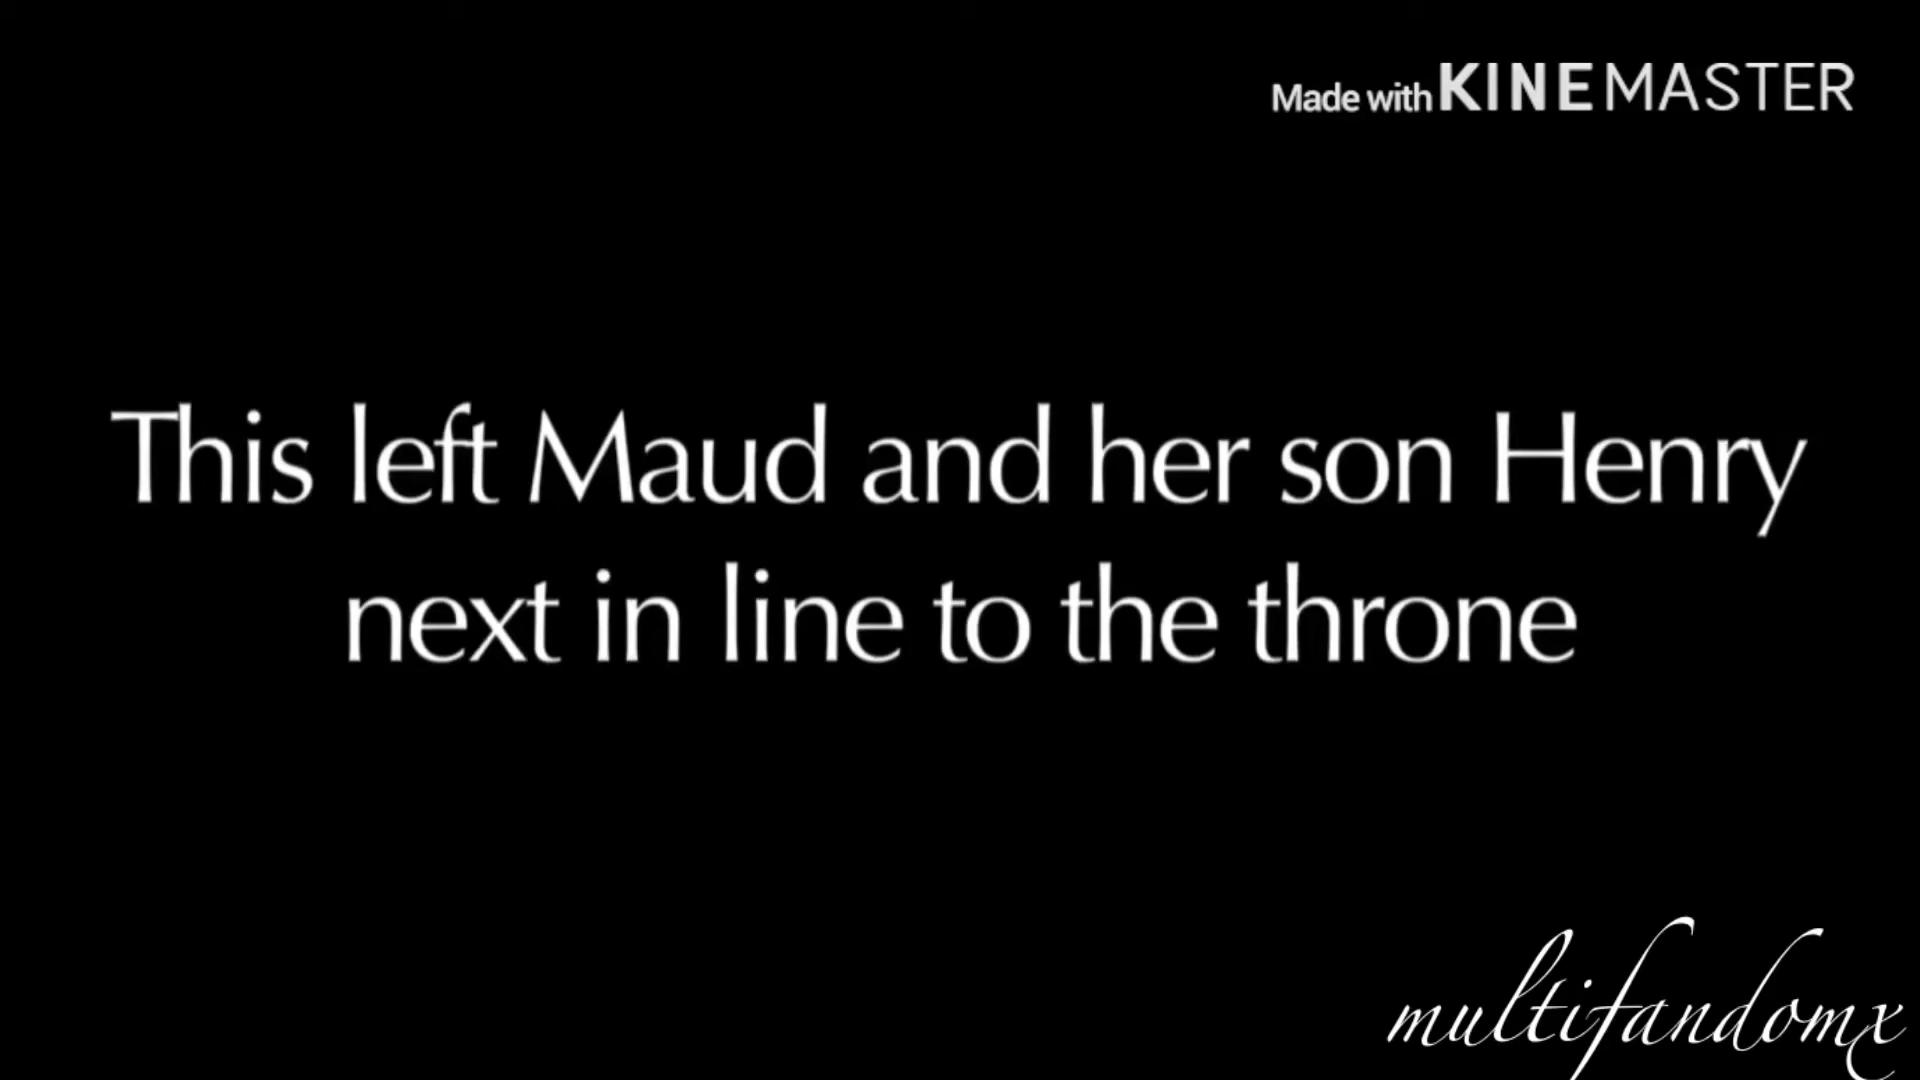 Made with KINEMASTER
This left Maud and her son Henry
next in line to the throne
multifandomx